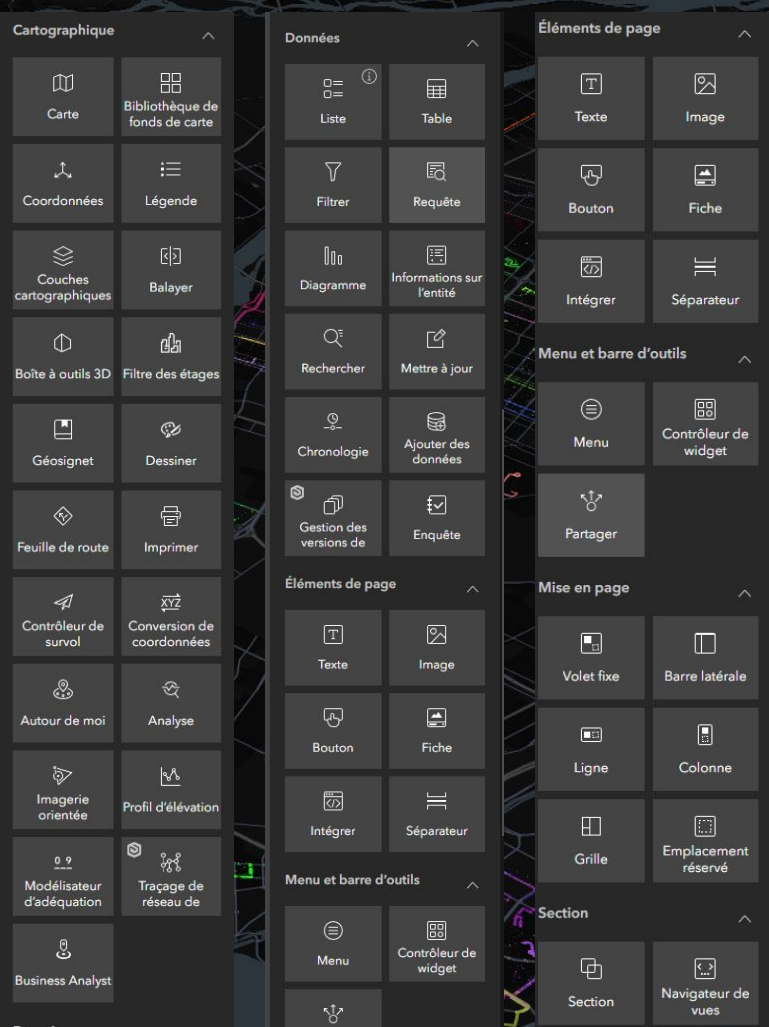 Cartographique
Carte
Bibliothèque de
fonds de carte
Coordonnées
Légende
Couches
cartographiques
Balayer
Boîte à outils 3D
Filtre des étages
Géosignet
Dessiner
Feuille de route
Imprimer
Contrôleur de
survol
XYZ
Conversion de
coordonnées
Autour de moi
Analyse
Imagerie
orientée
Profil d'élévation
0 9
Modélisateur
d'adéquation
Traçage de
réseau de
Business Analyst
Données
Liste
Table
Filtrer
Requête
Diagramme
Informations sur
l'entité
Rechercher
Mettre à jour
Chronologie
Ajouter des
données
Gestion des
versions de
Enquête
Éléments de page
T
Texte
Image
Bouton
Fiche
Intégrer
Séparateur
Menu et barre d'outils
Menu
Contrôleur de
widget
Éléments de page
T
Texte
Image
Bouton
Fiche
Intégrer
Séparateur
Menu et barre d'outils
Menu
Contrôleur de
widget
Partager
Mise en page
Volet fixe
Barre latérale
Ligne
Colonne
Grille
Emplacement
réservé
Section
Section
Navigateur de
vues